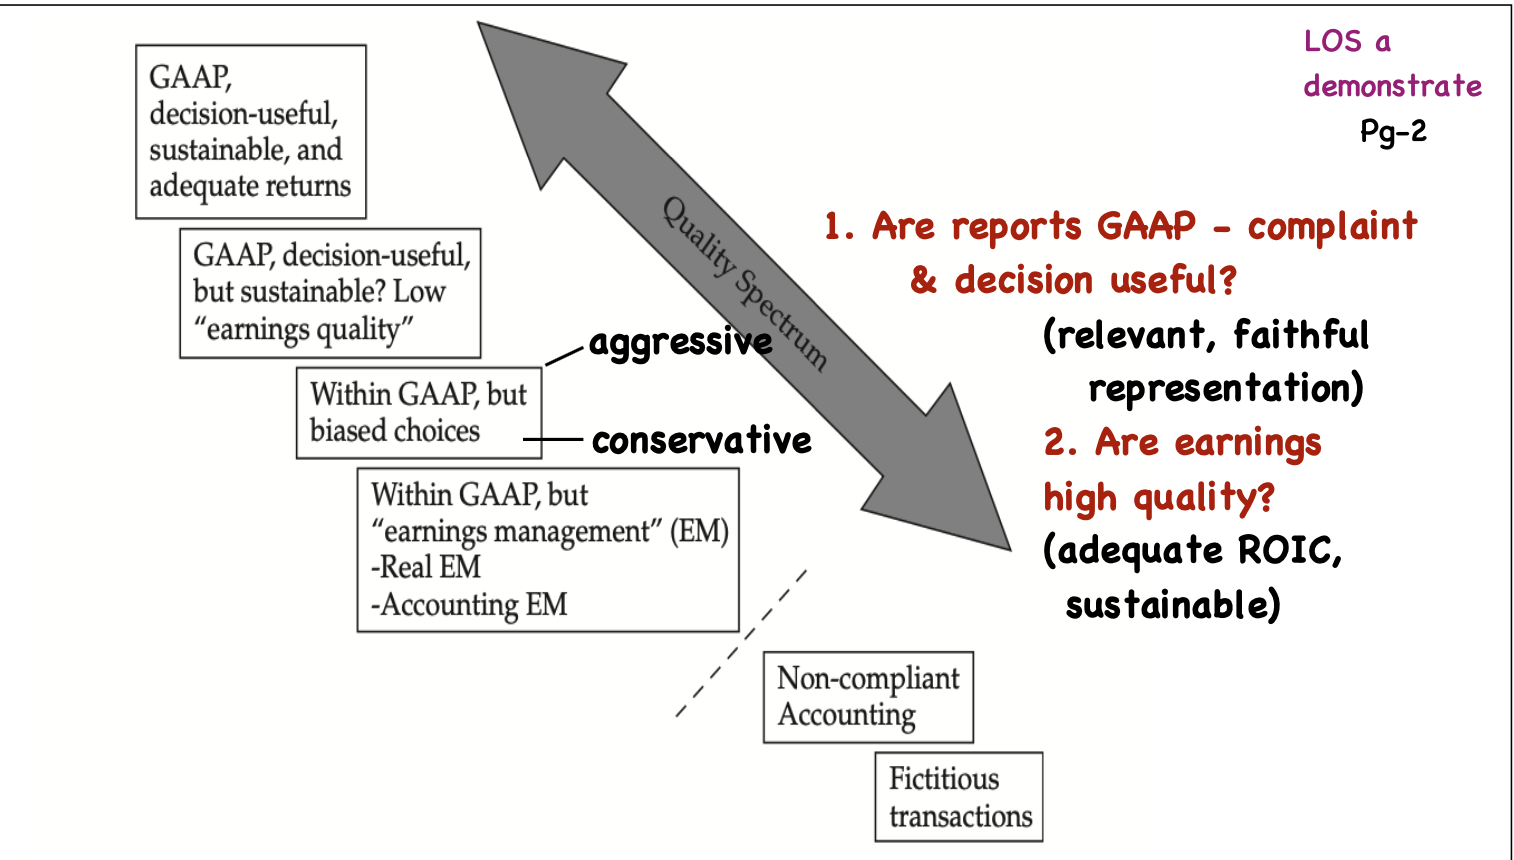 LOS a
demonstrate
Pg-2
GAAP,
decision-useful,
sustainable, and
adequate returns
GAAP, decision-useful,
but sustainable? Low
“earnings quality”
Within GAAP, but
biased choices
aggressive
conservative
Within GAAP, but
“earnings management” (EM)
-Real EM
-Accounting EM
Non-compliant
Accounting
Fictitious
transactions
Quality Spectrum
1. Are reports GAAP - complaint
& decision useful?
(relevant, faithful
representation)
2. Are earnings
high quality?
(adequate ROIC,
sustainable)